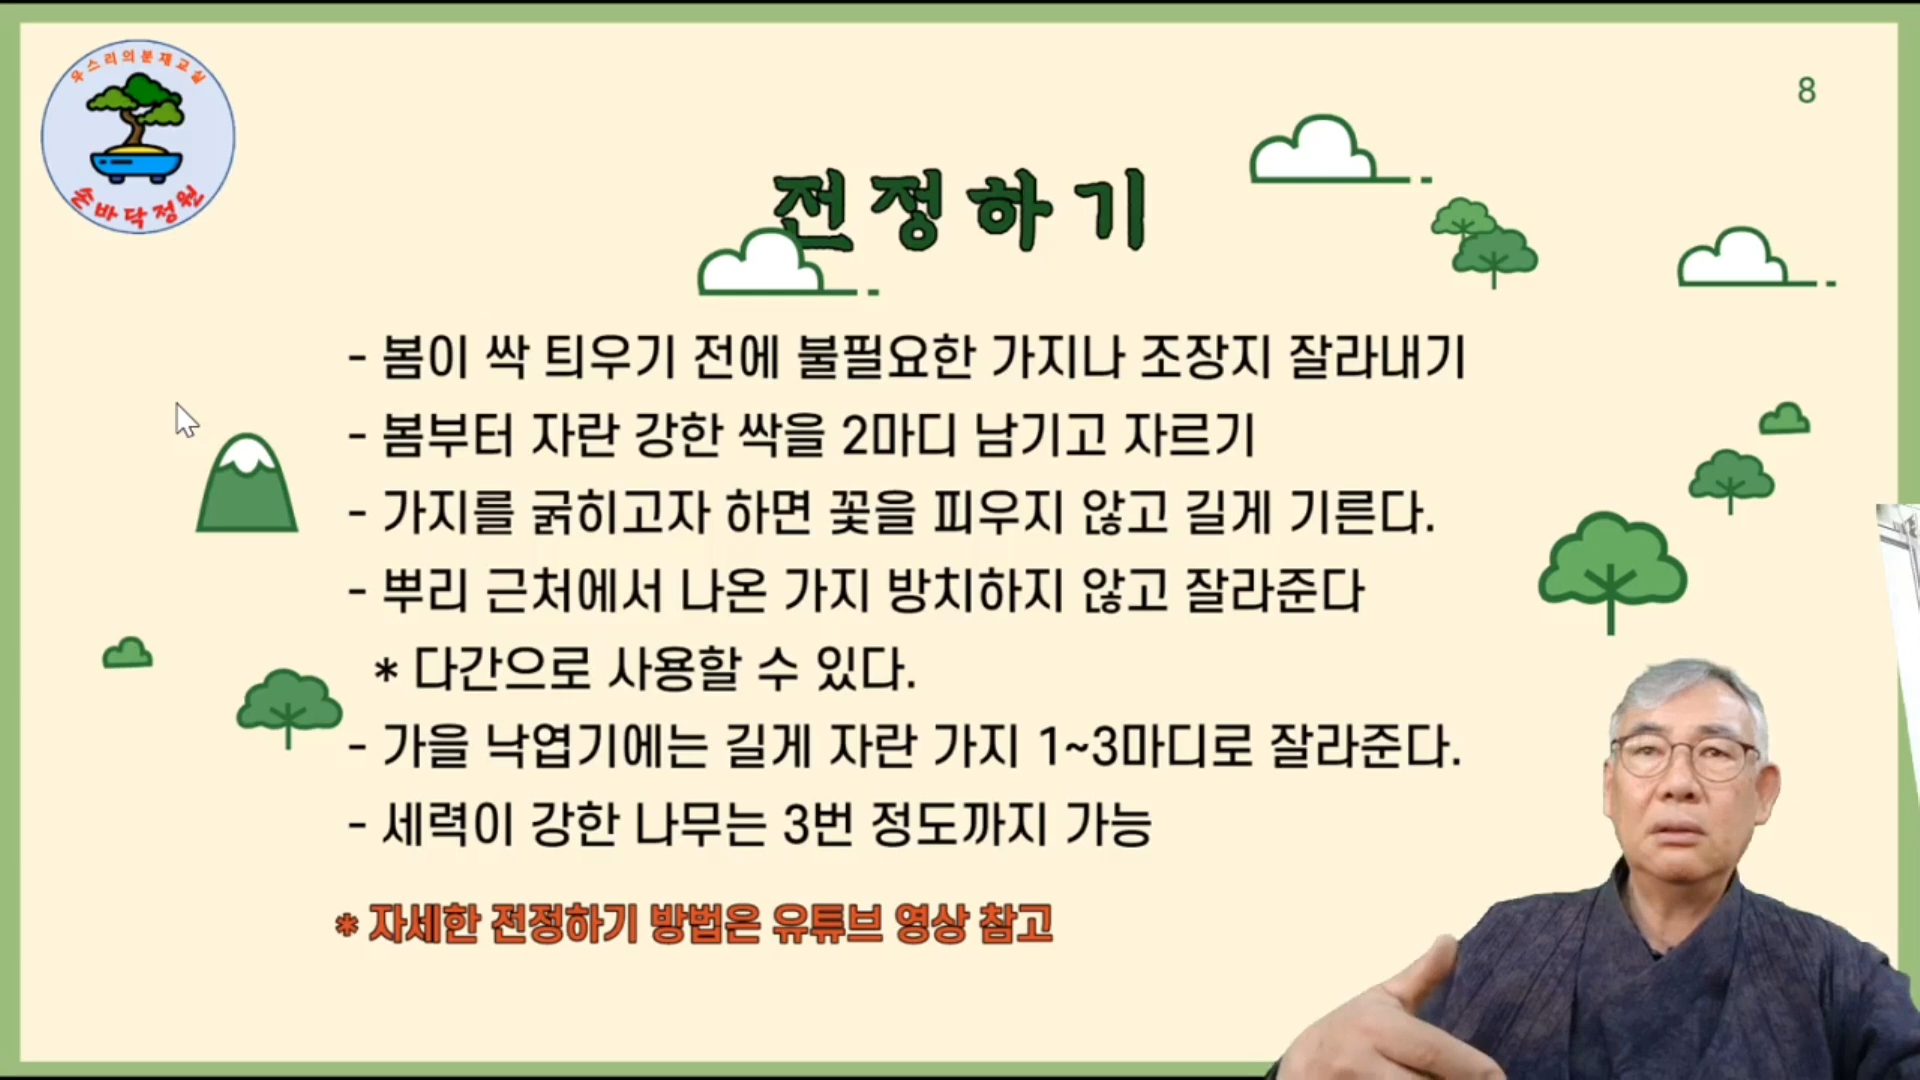 우스리의분재교실
손바닥정원
8
전정하기
- 봄이 싹 틔우기 전에 불필요한 가지나 조장지 잘라내기
- 봄부터 자란 강한 싹을 2마디 남기고 자르기
- 가지를 굵히고자 하면 꽃을 피우지 않고 길게 기른다.
- 뿌리 근처에서 나온 가지 방치하지 않고 잘라준다
* 다간으로 사용할 수 있다.
- 가을 낙엽기에는 길게 자란 가지 1~3마디로 잘라준다.
- 세력이 강한 나무는 3번 정도까지 가능
* 자세한 전정하기 방법은 유튜브 영상 참고